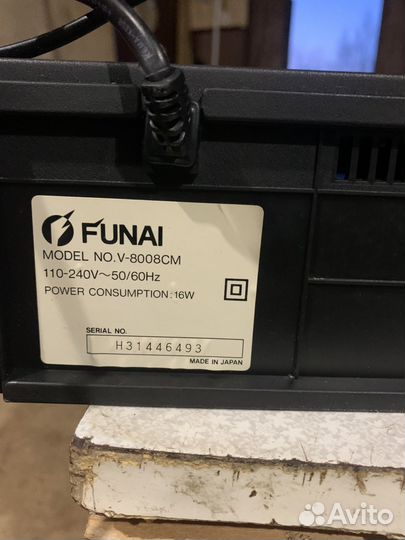 FUNAI
MODEL NO.V-8008CM
110-240V~50/60Hz
POWER CONSUMPTION:16W
SERIAL NO.
H31446493
MADE IN JAPAN
Avito